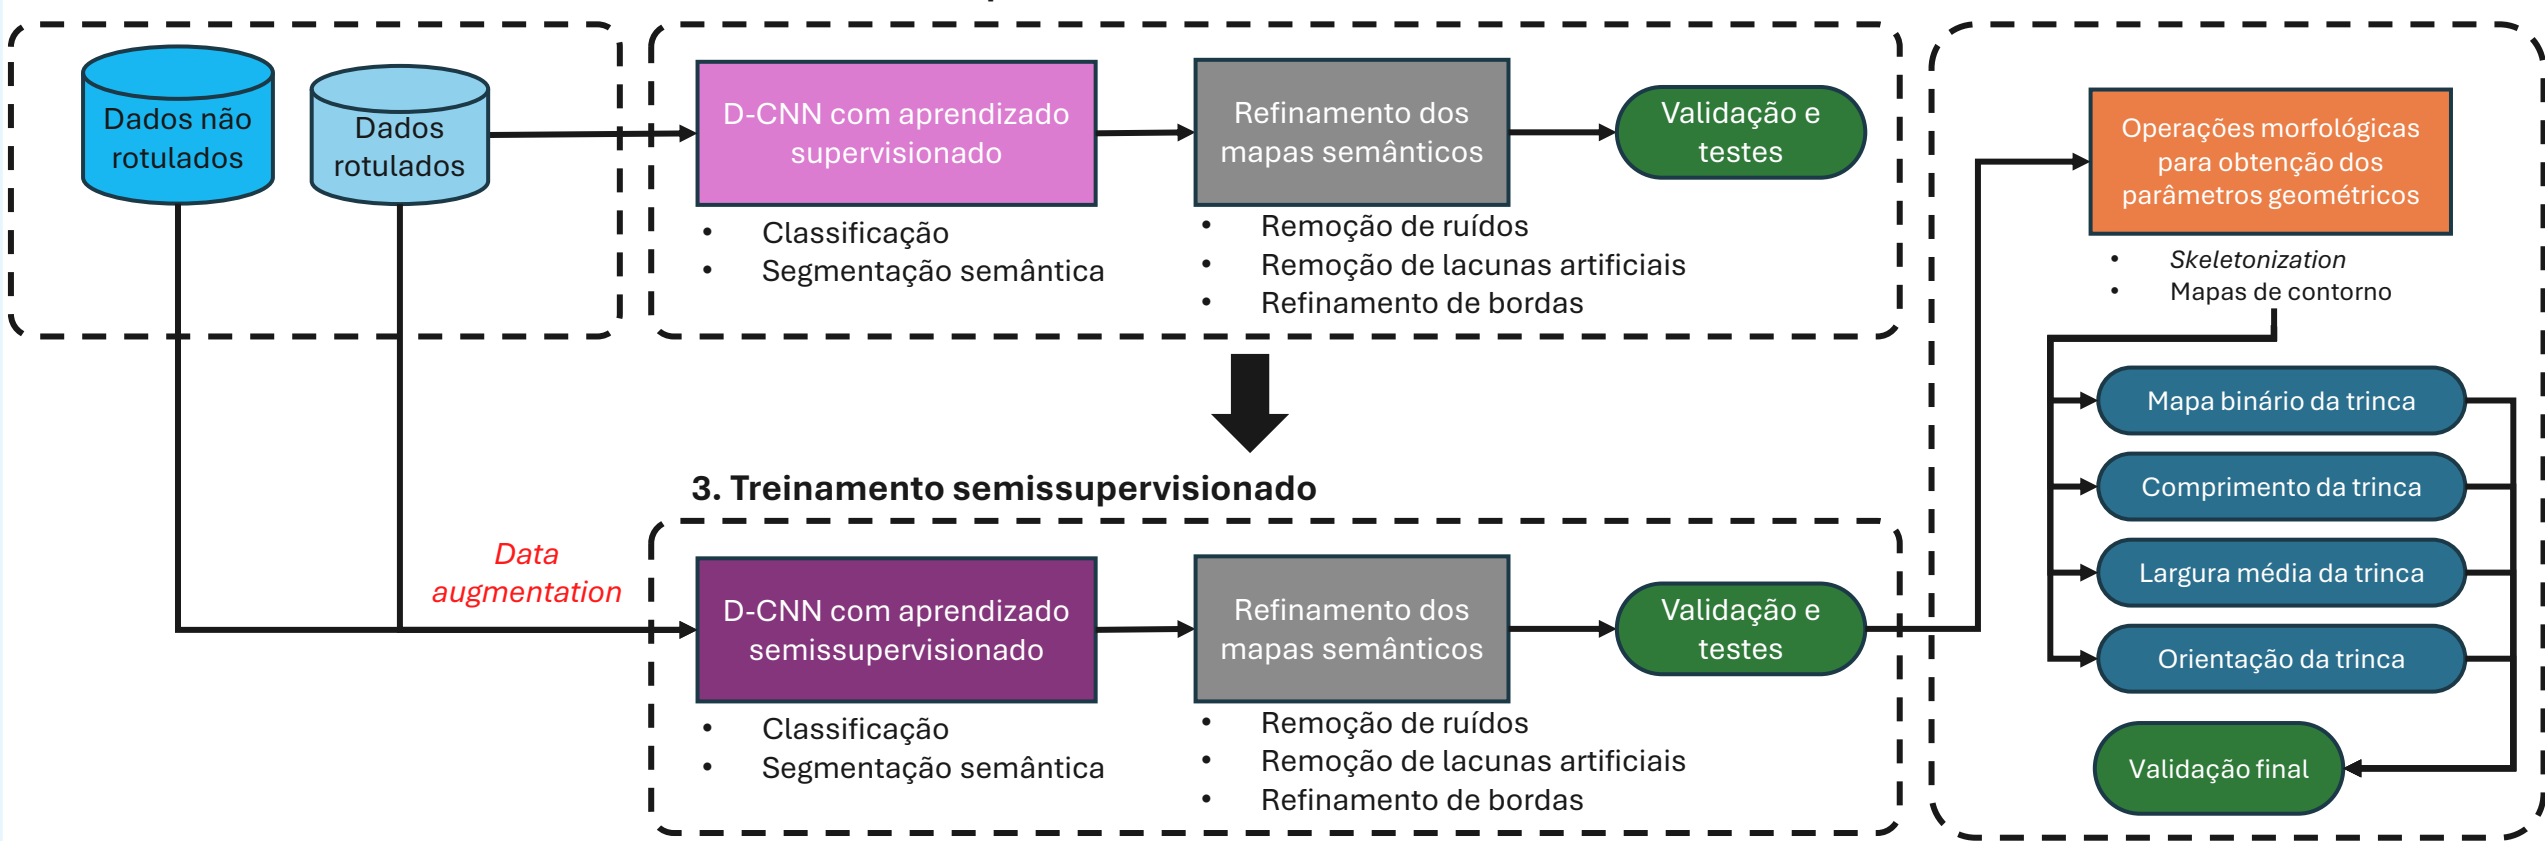 Dados não
rotulados
Dados
rotulados
D-CNN com aprendizado
supervisionado
• Classificação
• Segmentação semântica
Refinamento dos
mapas semânticos
• Remoção de ruídos
• Remoção de lacunas artificiais
• Refinamento de bordas
Validação e
testes
3. Treinamento semissupervisionado
Data
augmentation
D-CNN com aprendizado
semissupervisionado
• Classificação
• Segmentação semântica
Refinamento dos
mapas semânticos
• Remoção de ruídos
• Remoção de lacunas artificiais
• Refinamento de bordas
Validação e
testes
Operações morfológicas
para obtenção dos
parâmetros geométricos
• Skeletonization
• Mapas de contorno
Mapa binário da trinca
Comprimento da trinca
Largura média da trinca
Orientação da trinca
Validação final